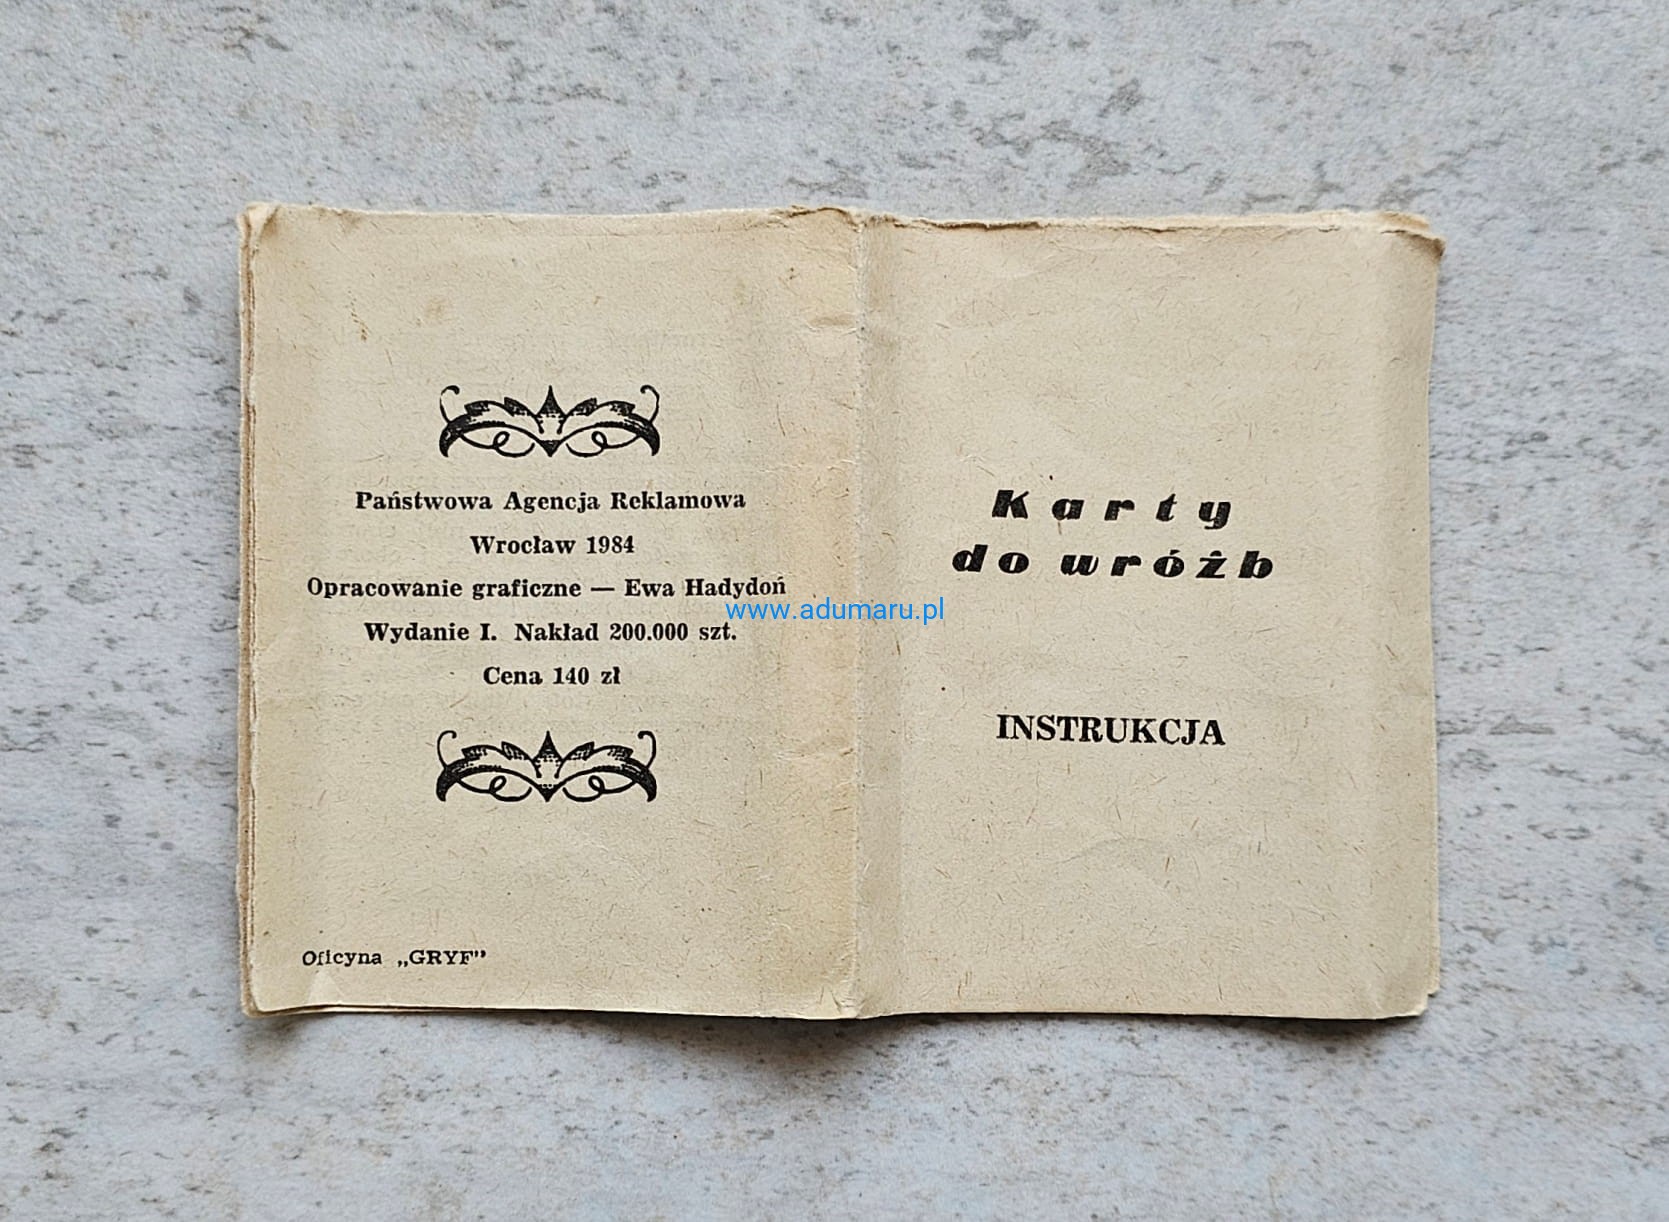 Państwowa Agencja Reklamowa
Wrocław 1984
Opracowanie graficzne — Ewa Hadydoń
Wydanie I. Nakład 200.000 szt.
Cena 140 zł
Oficyna „GRYF”
Karty
do wróżb
INSTRUKCJA
www.adumaru.pl